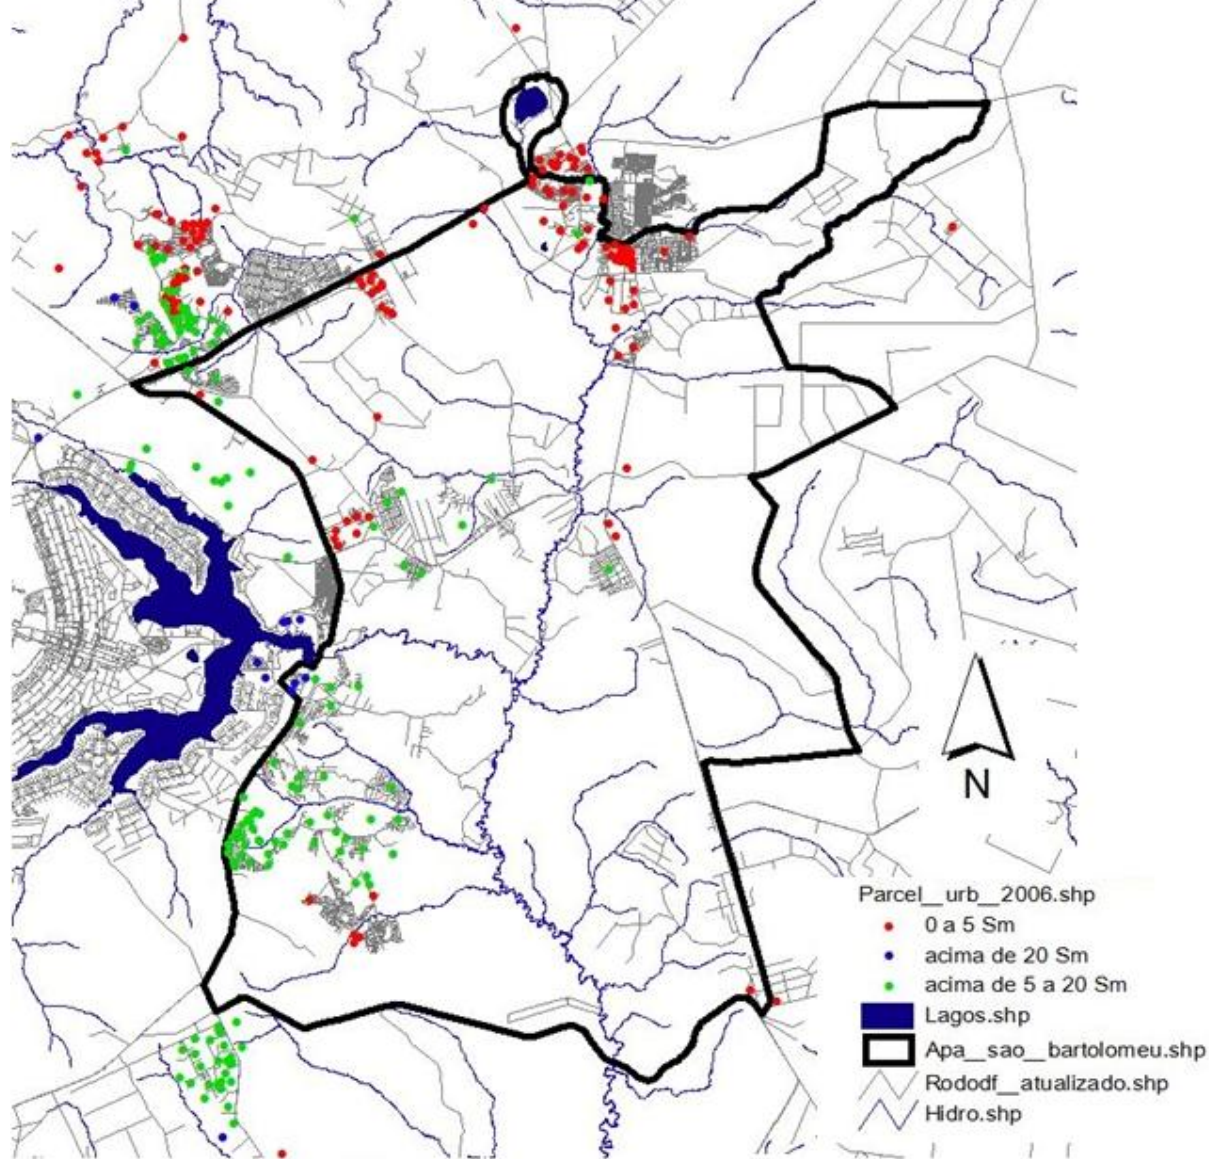 N
Parcel__urb__2006.shp
0 a 5 Sm
acima de 20 Sm
acima de 5 a 20 Sm
Lagos.shp
Apa__sao__bartolomeu.shp
Rododf__atualizado.shp
Hidro.shp